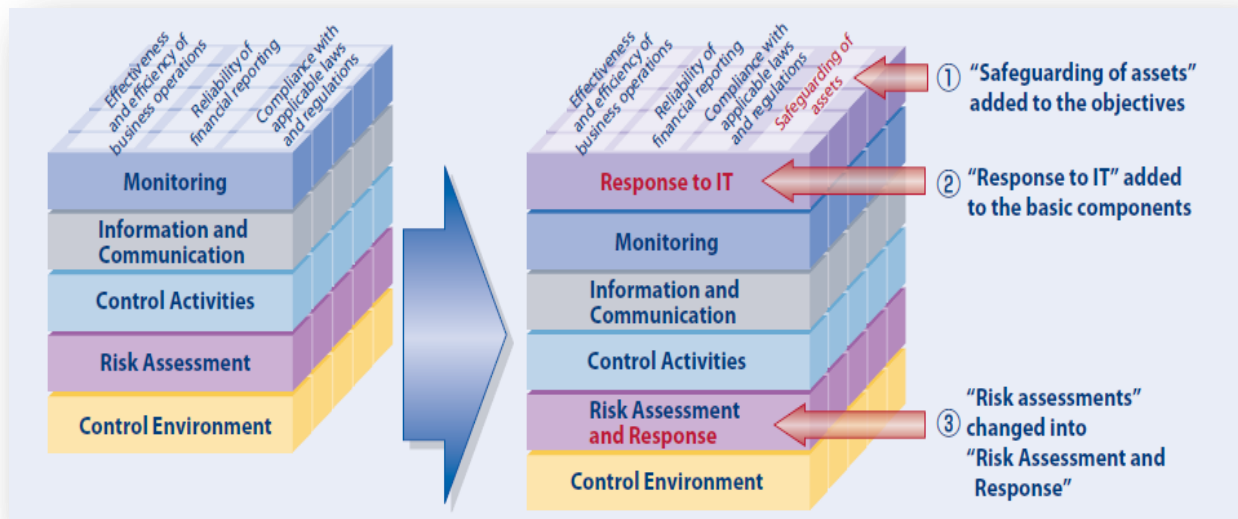 Effectiveness
and efficiency of
business operations
Reliability of
financial reporting
Compliance with
applicable laws
and regulations
Monitoring
Information and
Communication
Control Activities
Risk Assessment
Control Environment
Effectiveness
and efficiency of
business operations
Reliability of
financial reporting
Compliance with
applicable laws
and regulations
Safeguarding of
assets
Response to IT
Monitoring
Information and
Communication
Control Activities
Risk Assessment
and Response
Control Environment
① “Safeguarding of assets”
added to the objectives
② “Response to IT” added
to the basic components
“Risk assessments”
③ changed into
“Risk Assessment and
Response”